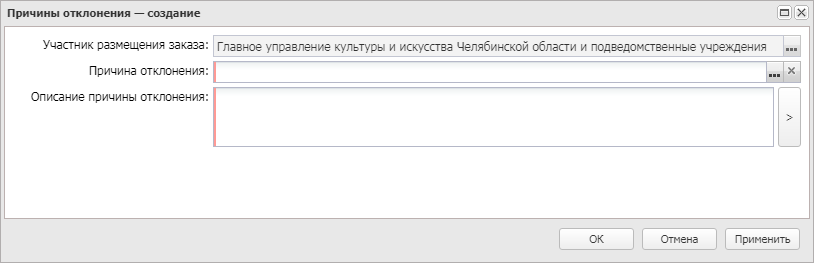 Причины отклонения — создание
Участник размещения заказа: Главное управление культуры и искусства Челябинской области и подведомственные учреждения ...
Причина отклонения: ...
Описание причины отклонения: >
ОК Отмена Применить